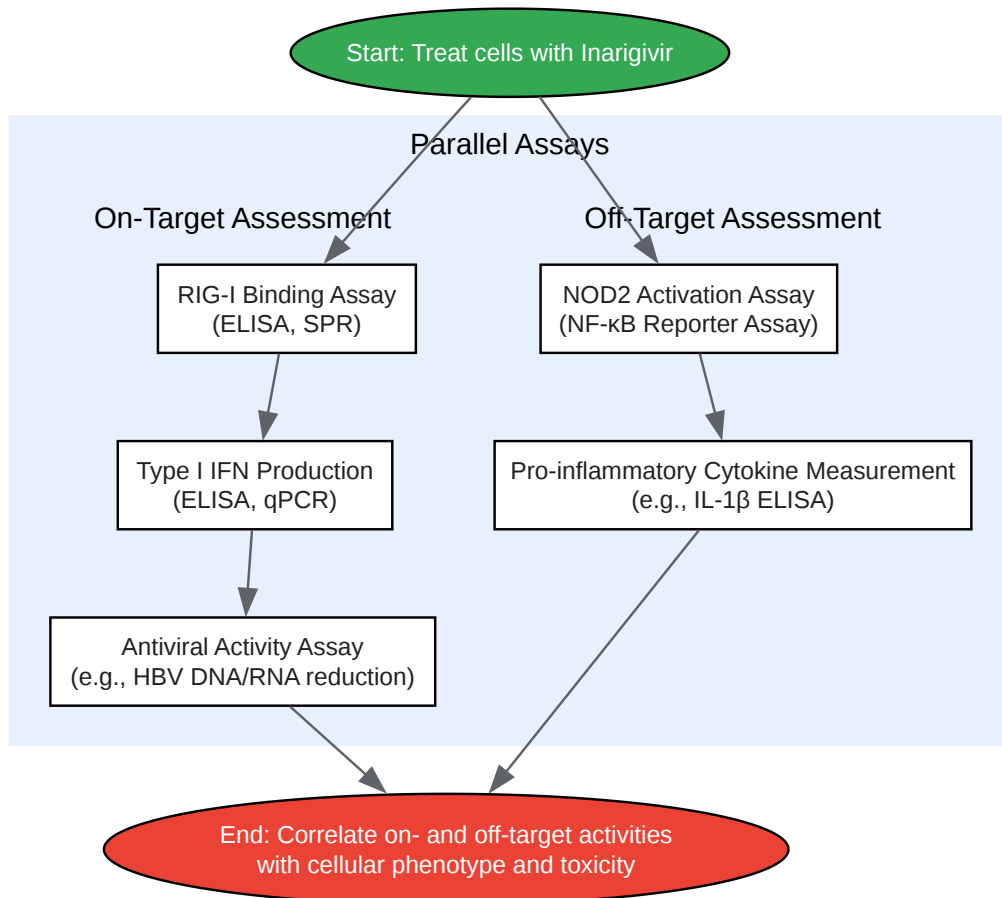 Start: Treat cells with Inarigivir
Parallel Assays
On-Target Assessment
Off-Target Assessment
RIG-I Binding Assay
(ELISA, SPR)
NOD2 Activation Assay
(NF-κB Reporter Assay)
Type I IFN Production
(ELISA, qPCR)
Pro-inflammatory Cytokine Measurement
(e.g., IL-1β ELISA)
Antiviral Activity Assay
(e.g., HBV DNA/RNA reduction)
End: Correlate on- and off-target activities
with cellular phenotype and toxicity